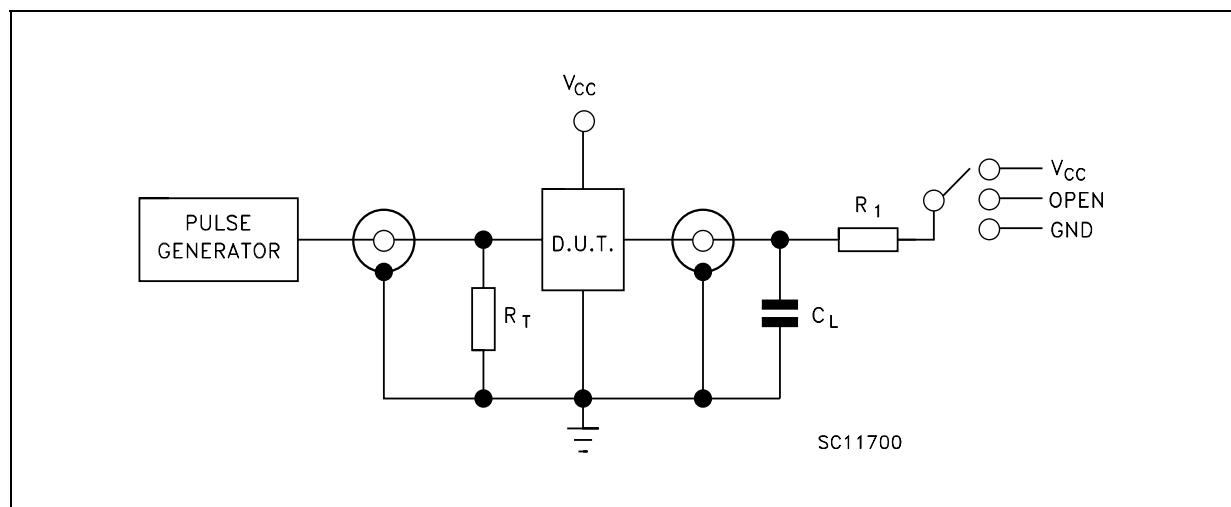 VCC
PULSE
GENERATOR
D.U.T.
RT
CL
R1
VCC
OPEN
GND
SC11700